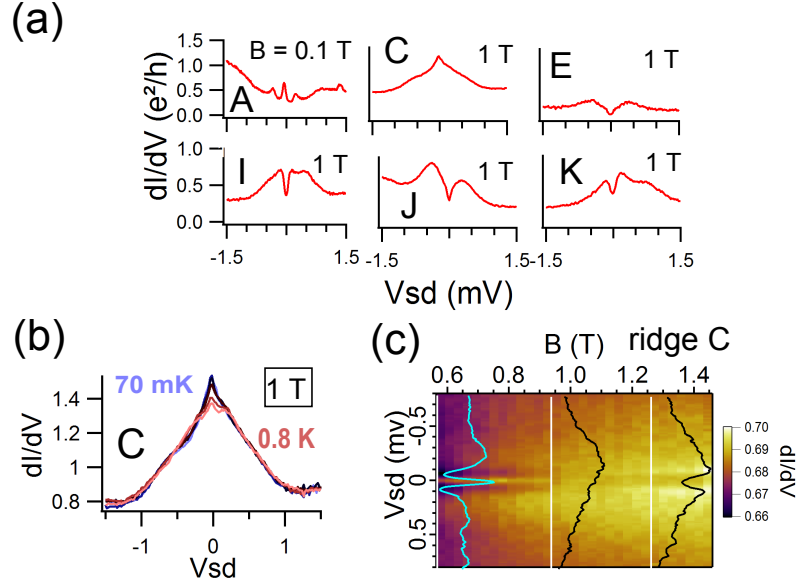 (a)
B = 0.1 T
C
1 T
E
1 T
A
dI/dV (e²/h)
1.5
1.0
0.5
0.0
I
1 T
J
1 T
K
1 T
1.0
0.5
0.0
-1.5
1.5
-1.5
1.5
-1.5
1.5
Vsd (mV)
(b)
70 mK
1 T
C
0.8 K
dI/dV
1.4
1.2
1
0.8
-1
0
1
Vsd
(c)
B (T)
ridge C
0.6
0.8
1.0
1.2
1.4
Vsd (mv)
-0.5
0
0.5
0.70
0.69
0.68
0.67
0.66
dI/dV